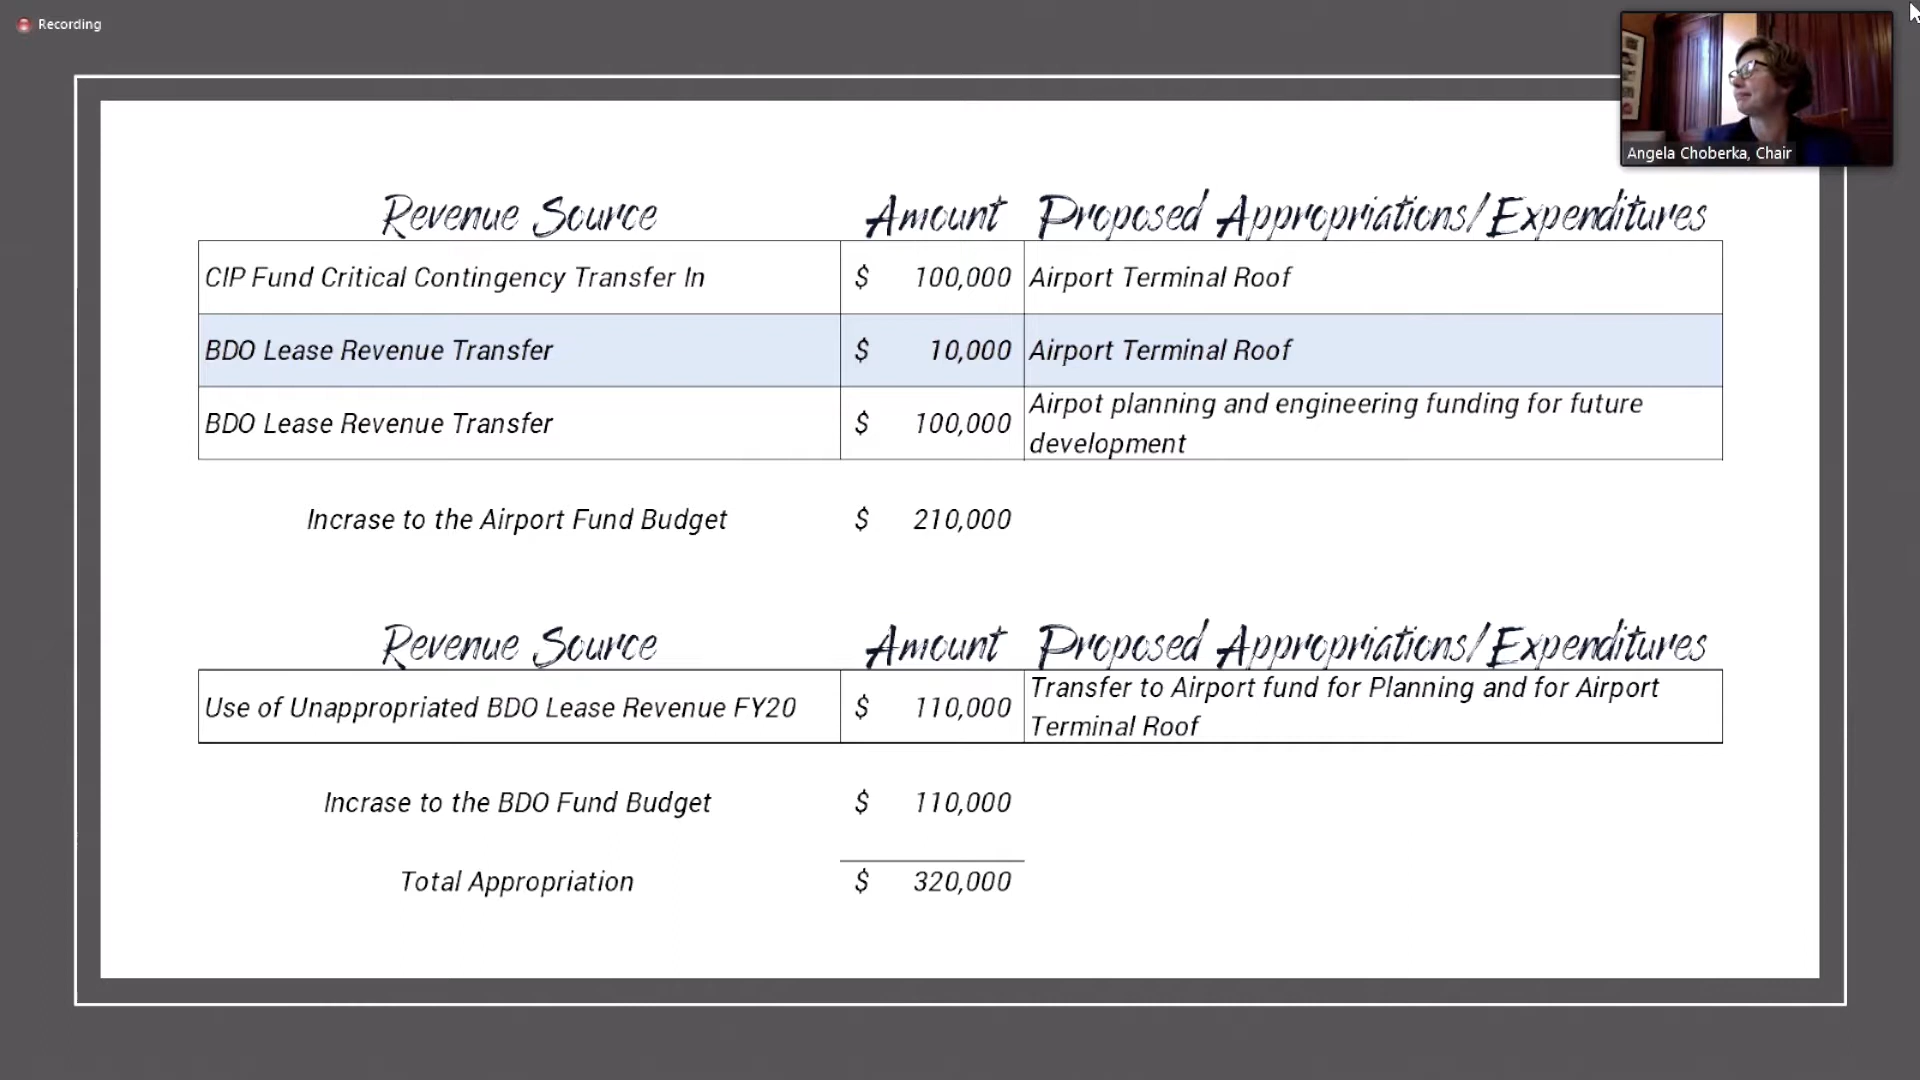 Recording
Angela Choberka, Chair
Revenue Source Amount Proposed Appropriations/Expenditures
CIP Fund Critical Contingency Transfer In $ 100,000 Airport Terminal Roof
BDO Lease Revenue Transfer $ 10,000 Airport Terminal Roof
BDO Lease Revenue Transfer $ 100,000 Airpot planning and engineering funding for future
development
Incrase to the Airport Fund Budget $ 210,000
Revenue Source Amount Proposed Appropriations/Expenditures
Use of Unappropriated BDO Lease Revenue FY20 $ 110,000 Transfer to Airport fund for Planning and for Airport
Terminal Roof
Incrase to the BDO Fund Budget $ 110,000
Total Appropriation $ 320,000